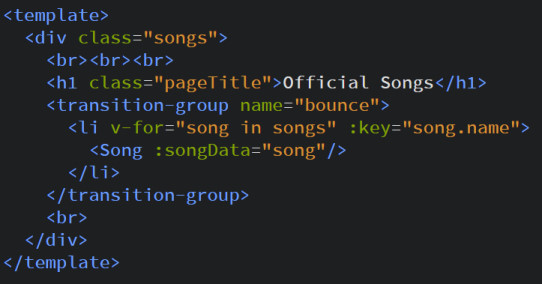 <template>
  <div class="songs">
    <br><br><br>
    <h1 class="pageTitle">Official Songs</h1>
    <transition-group name="bounce">
      <li v-for="song in songs" :key="song.name">
        <Song :songData="song"/>
      </li>
    </transition-group>
    <br>
  </div>
</template>